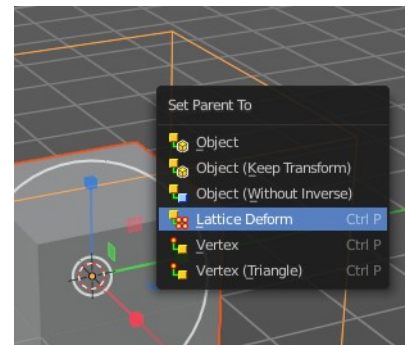 Set Parent To
Object
Object (Keep Transform)
Object (Without Inverse)
Lattice Deform Ctrl P
Vertex Ctrl P
Vertex (Triangle) Ctrl P